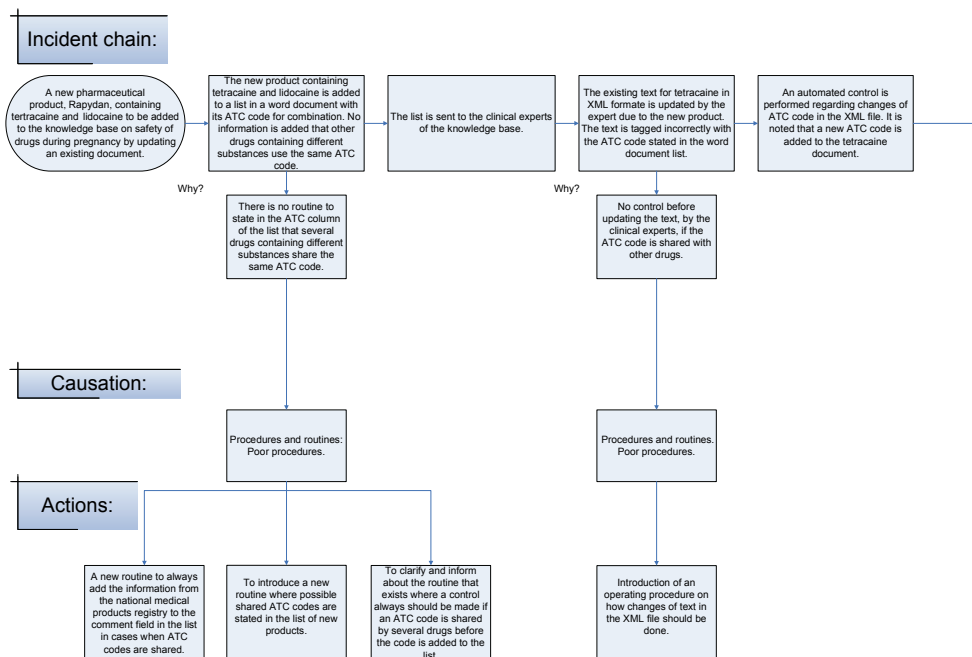 Incident chain:
A new pharmaceutical
product, Rapydan, containing
tertracaine and lidocaine to be added
to the knowledge base on safety of
drugs during pregnancy by updating
an existing document.
The new product containing
tetracaine and lidocaine is added
to a list in a word document with
its ATC code for combination. No
information is added that other
drugs containing different
substances use the same ATC
code.
The list is sent to the clinical experts
of the knowledge base.
The existing text for tetracaine in
XML formate is updated by the
expert due to the new product.
The text is tagged incorrectly with
the ATC code stated in the word
document list.
An automated control is
performed regarding changes of
ATC code in the XML file. It is
noted that a new ATC code is
added to the tetracaine
document.
Why?
There is no routine to
state in the ATC column
of the list that several
drugs containing different
substances share the
same ATC code.
Why?
No control before
updating the text, by the
clinical experts, if the
ATC code is shared with
other drugs.
Causation:
Procedures and routines:
Poor procedures.
Procedures and routines.
Poor procedures.
Actions:
A new routine to always
add the information from
the national medical
products registry to the
comment field in the list
in cases when ATC
codes are shared.
To introduce a new
routine where possible
shared ATC codes are
stated in the list of new
products.
To clarify and inform
about the routine that
exists where a control
always should be made if
an ATC code is shared
by several drugs before
the code is added to the
list.
Introduction of an
operating procedure on
how changes of text in
the XML file should be
done.